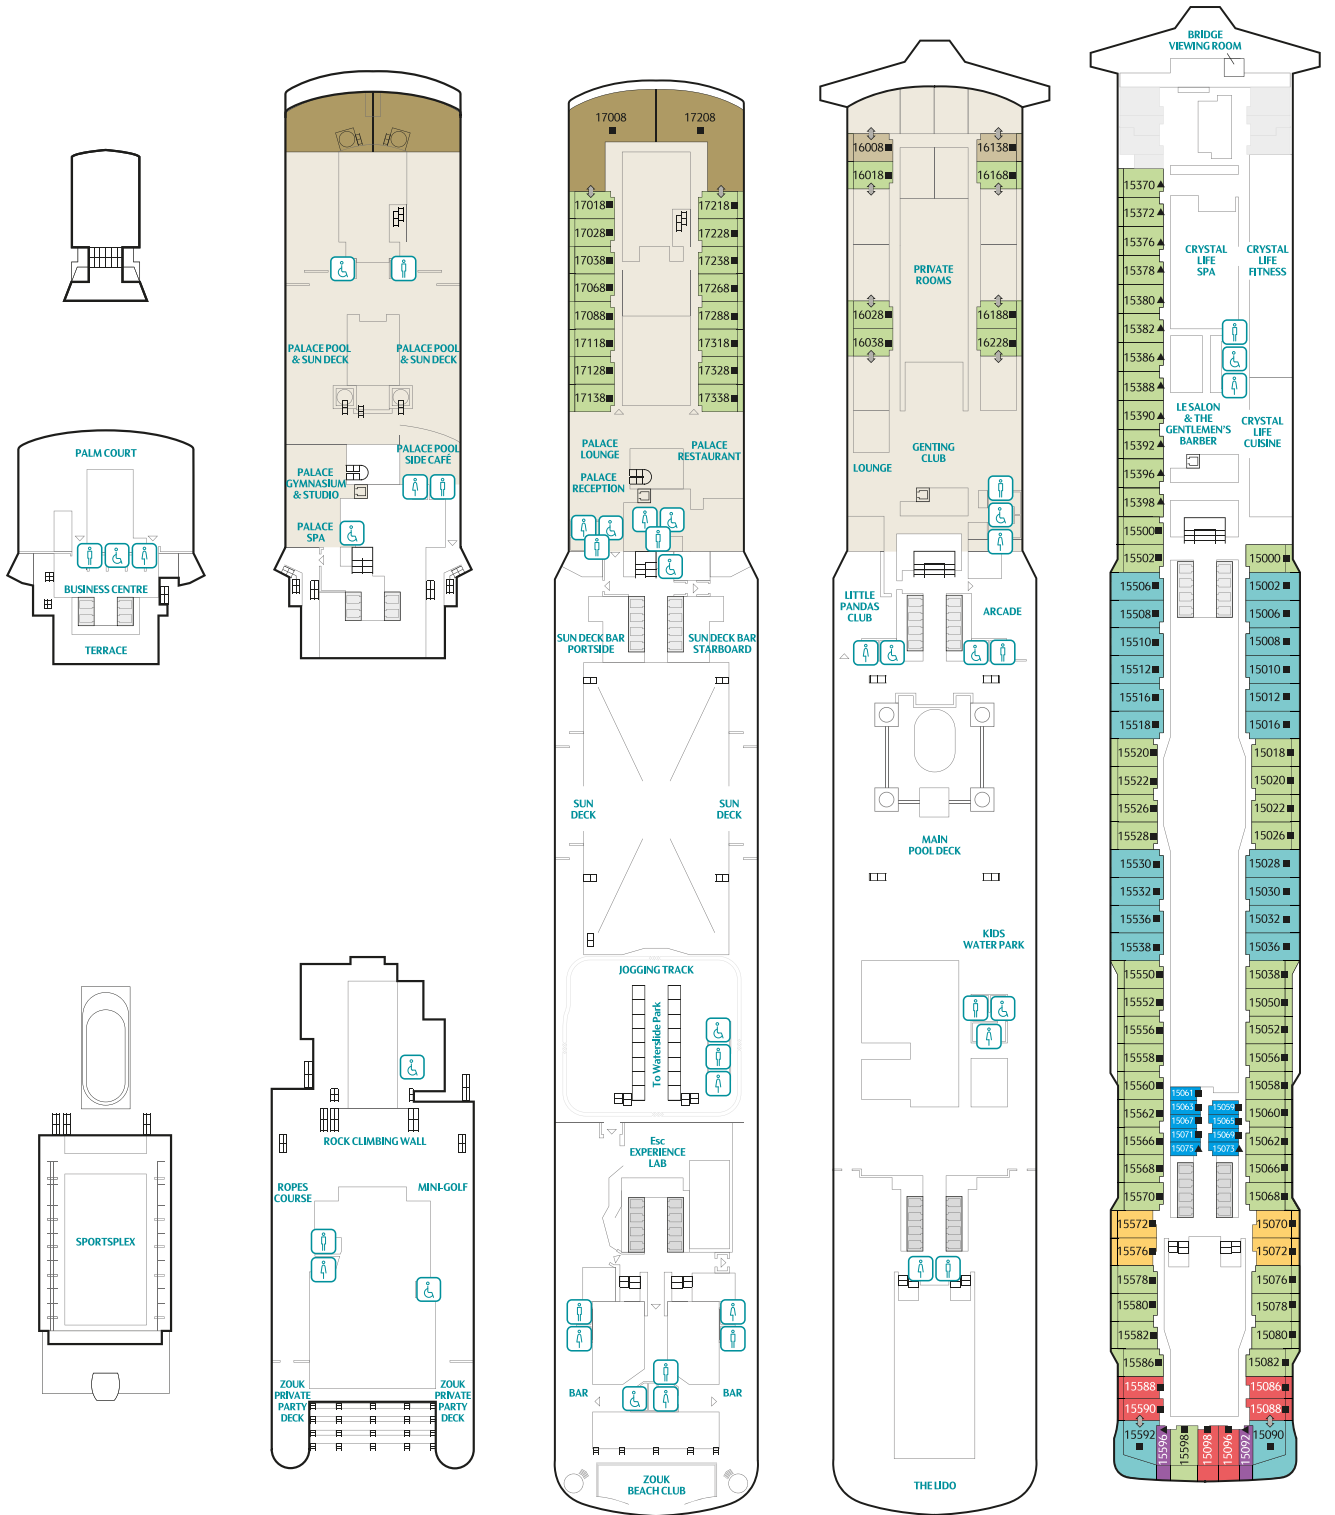 PALM COURT
BUSINESS CENTRE
TERRACE
SPORTSPLEX
PALACE POOL
& SUN DECK
PALACE POOL
& SUN DECK
PALACE POOL
SIDE CAFÉ
PALACE
GYMNASIUM
& STUDIO
PALACE
SPA
ROCK CLIMBING WALL
ROPES
COURSE
MINI-GOLF
ZOUK
PRIVATE
PARTY
DECK
ZOUK
PRIVATE
PARTY
DECK
17008
17208
17018
17028
17038
17068
17088
17118
17128
17138
17218
17228
17238
17268
17288
17318
17328
17338
PALACE
LOUNGE
PALACE
RESTAURANT
PALACE
RECEPTION
SUN DECK BAR
PORTSIDE
SUN DECK BAR
STARBOARD
SUN
DECK
SUN
DECK
JOGGING TRACK
To Waterslide Park
Esc
EXPERIENCE
LAB
BAR
BAR
ZOUK
BEACH CLUB
16008
16138
16018
16168
PRIVATE
ROOMS
16028
16188
16038
16228
GENTING
CLUB
LOUNGE
LITTLE
PANDAS
CLUB
ARCADE
MAIN
POOL DECK
KIDS
WATER PARK
THE LIDO
BRIDGE
VIEWING ROOM
CRYSTAL
LIFE
SPA
CRYSTAL
LIFE
FITNESS
LE SALON
& THE
GENTLEMEN'S
BARBER
CRYSTAL
LIFE
CUISINE
15370
15372
15376
15378
15380
15382
15386
15388
15390
15392
15396
15398
15500
15502
15506
15508
15510
15512
15516
15518
15520
15522
15526
15528
15530
15532
15536
15538
15550
15552
15556
15558
15560
15562
15566
15568
15570
15572
15576
15578
15580
15582
15586
15588
15590
15592
15000
15002
15006
15008
15010
15012
15016
15018
15020
15022
15026
15028
15030
15032
15036
15038
15050
15052
15056
15058
15060
15062
15066
15068
15070
15072
15076
15078
15080
15082
15086
15088
15090
15061
15063
15067
15071
15075
15059
15065
15069
15073
15596
15598
15098
15096
15092